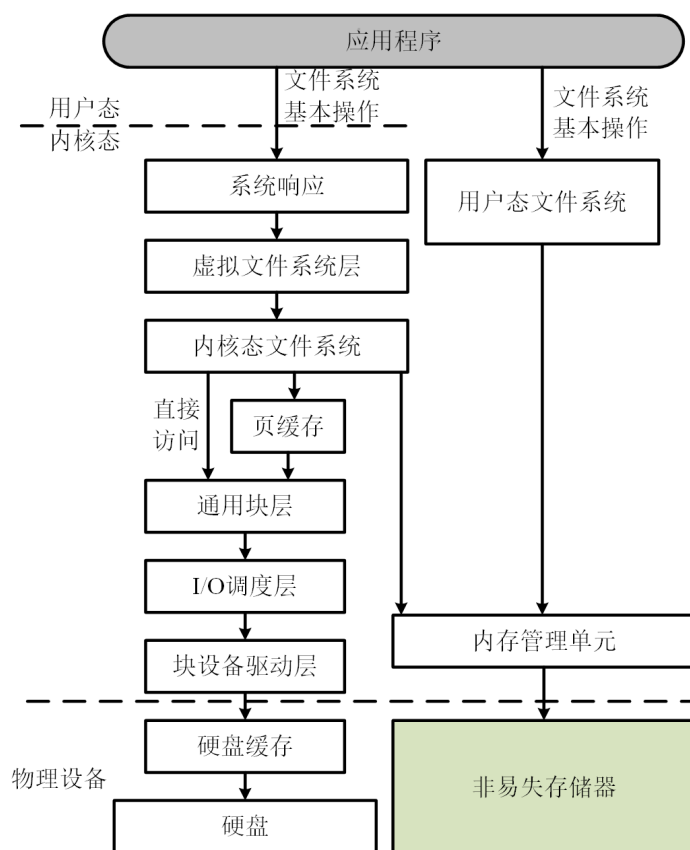 应用程序
文件系统
基本操作
文件系统
基本操作
用户态
内核态
系统响应
用户态文件系统
虚拟文件系统层
内核态文件系统
直接
访问
页缓存
通用块层
I/O调度层
内存管理单元
块设备驱动层
硬盘缓存
物理设备
非易失存储器
硬盘